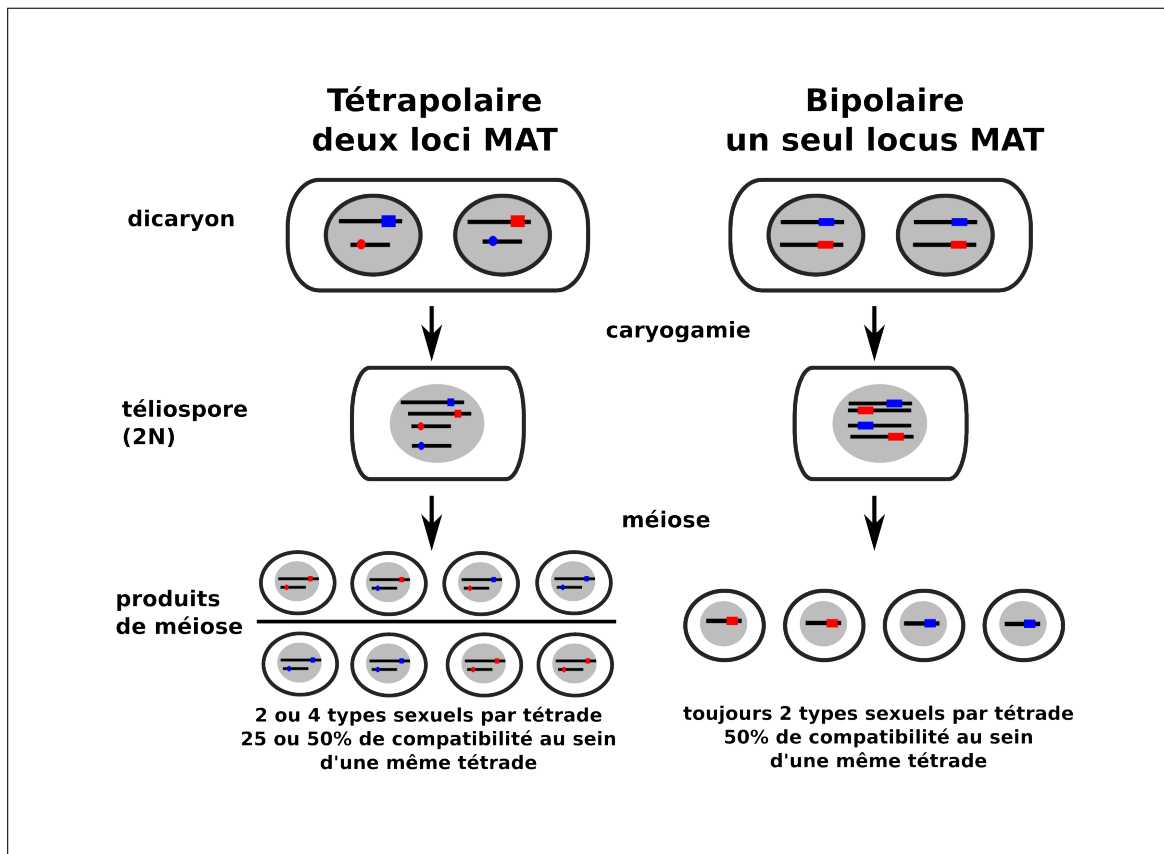 Tétrapolaire
deux loci MAT
Bipolaire
un seul locus MAT
dicaryon
caryogamie
téliospore
(2N)
méiose
produits
de méiose
2 ou 4 types sexuels par tétrade
25 ou 50% de compatibilité au sein
d'une même tétrade
toujours 2 types sexuels par tétrade
50% de compatibilité au sein
d'une même tétrade